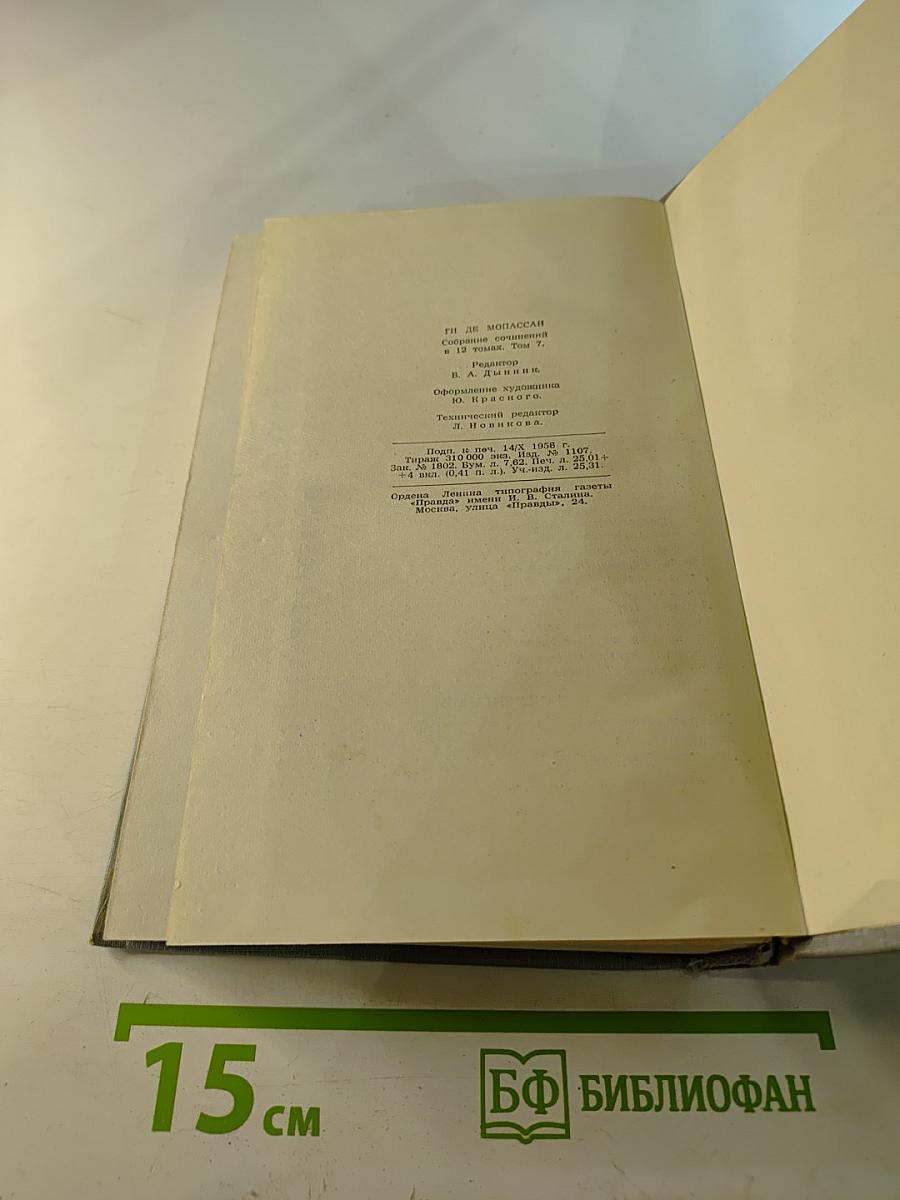 ГИ ДЕ МОПАССАН
Собрание сочинений
в 12 томах. Том 7.
Редактор
В. А. Дынник.
Оформление художника
Ю. Красного.
Технический редактор
Л. Новикова.
Подп. к печ. 14/X 1958 г.
Тираж 310 000 экз. Изд. № 1107.
Зак. № 1802. Бум. л. 7,62. Печ. л. 25,01+
+4 вкл. (0,41 п. л.). Уч.-изд. л. 25,31.
Ордена Ленина типография газеты
«Правда» имени И. В. Сталина.
Москва, улица «Правды», 24.
15 см
БФ БИБЛИОФАН